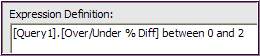 Expression Definition:
[Query1].[Over/Under % Diff] between 0 and 2